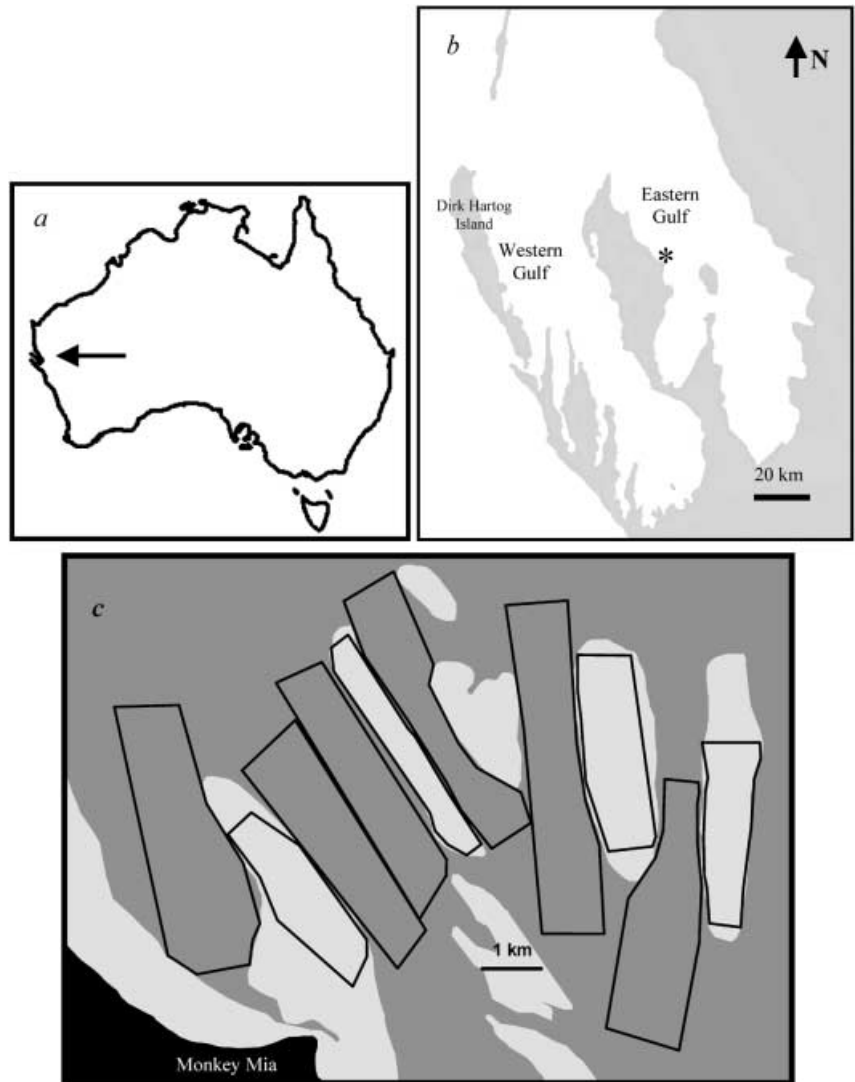 a
b
N
Dirk Hartog
Island
Western
Gulf
Eastern
Gulf
*
20 km
c
1 km
Monkey Mia